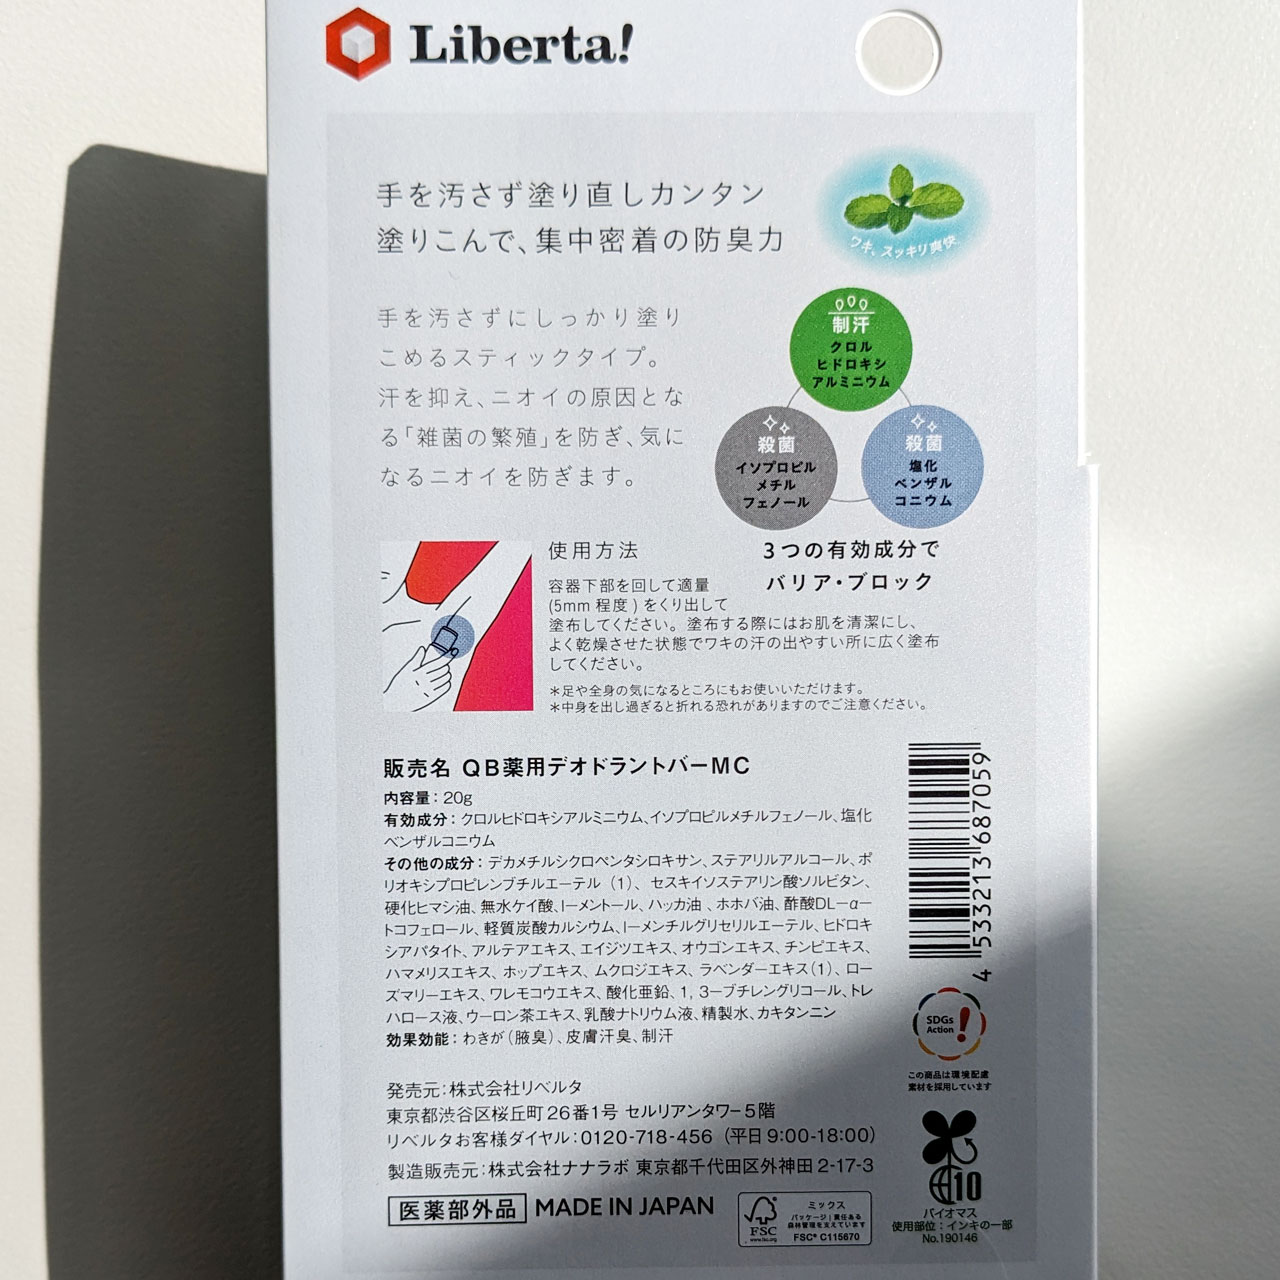 Liberta!
手を汚さず塗り直しカンタン
塗りこんで、集中密着の防臭力
ワキ、スッキリ爽快
手を汚さずにしっかり塗り
こめるスティックタイプ。
汗を抑え、ニオイの原因とな
る「雑菌の繁殖」を防ぎ、気に
なるニオイを防ぎます。
制汗
クロル
ヒドロキシ
アルミニウム
殺菌
イソプロピル
メチル
フェノール
殺菌
塩化
ベンザル
コニウム
3つの有効成分で
バリア・ブロック
使用方法
容器下部を回して適量
(5mm 程度 ) をくり出して
塗布してください。塗布する際にはお肌を清潔にし、
よく乾燥させた状態でワキの汗の出やすい所に広く塗布
してください。
＊足や全身の気になるところにもお使いいただけます。
＊中身を出し過ぎると折れる恐れがありますのでご注意ください。
販売名 QB薬用デオドラントバーMC
内容量：20g
有効成分：クロルヒドロキシアルミニウム、イソプロピルメチルフェノール、塩化
ベンザルコニウム
その他の成分：デカメチルシクロペンタシロキサン、ステアリルアルコール、ポ
リオキシプロピレンブチルエーテル（1）、セスキイソステアリン酸ソルビタン、
硬化ヒマシ油、無水ケイ酸、l－メントール、ハッカ油 、ホホバ油、酢酸DL－α－
トコフェロール、軽質炭酸カルシウム、l－メンチルグリセリルエーテル、ヒドロキ
シアパタイト、アルテアエキス、エイジツエキス、オウゴンエキス、チンピエキス、
ハマメリスエキス、ホップエキス、ムクロジエキス、ラベンダーエキス（1）、ロー
ズマリーエキス、ワレモコウエキス、酸化亜鉛、1，3－ブチレングリコール、トレ
ハロース液、ウーロン茶エキス、乳酸ナトリウム液、精製水、カキタンニン
効果効能：わきが（腋臭）、皮膚汗臭、制汗
4 533213 687059
SDGs
Action
この商品は環境配慮
素材を採用しています
発売元：株式会社リベルタ
東京都渋谷区桜丘町26番1号 セルリアンタワー5階
リベルタお客様ダイヤル：0120-718-456（平日 9:00-18:00）
製造販売元：株式会社ナナラボ 東京都千代田区外神田 2-17-3
医薬部外品 MADE IN JAPAN
FSC
www.fsc.org
ミックス
パッケージ｜責任ある
森林管理を支えています
FSC® C115670
10
バイオマス
使用部位：インキの一部
No.190146